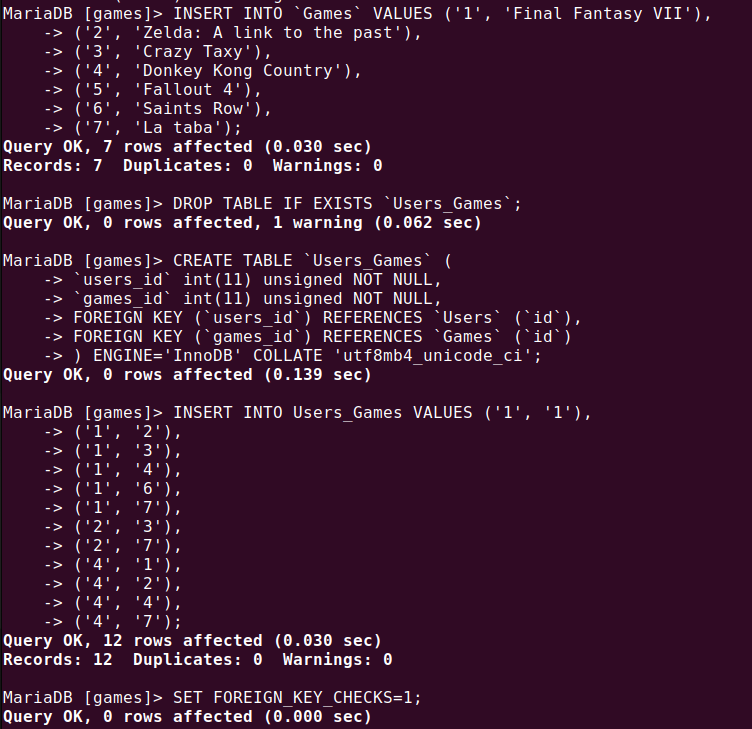 MariaDB [games]> INSERT INTO `Games` VALUES ('1', 'Final Fantasy VII'),
    -> ('2', 'Zelda: A link to the past'),
    -> ('3', 'Crazy Taxy'),
    -> ('4', 'Donkey Kong Country'),
    -> ('5', 'Fallout 4'),
    -> ('6', 'Saints Row'),
    -> ('7', 'La taba');
Query OK, 7 rows affected (0.030 sec)
Records: 7  Duplicates: 0  Warnings: 0

MariaDB [games]> DROP TABLE IF EXISTS `Users_Games`;
Query OK, 0 rows affected, 1 warning (0.062 sec)

MariaDB [games]> CREATE TABLE `Users_Games` (
    -> `users_id` int(11) unsigned NOT NULL,
    -> `games_id` int(11) unsigned NOT NULL,
    -> FOREIGN KEY (`users_id`) REFERENCES `Users` (`id`),
    -> FOREIGN KEY (`games_id`) REFERENCES `Games` (`id`)
    -> ) ENGINE='InnoDB' COLLATE 'utf8mb4_unicode_ci';
Query OK, 0 rows affected (0.139 sec)

MariaDB [games]> INSERT INTO Users_Games VALUES ('1', '1'),
    -> ('1', '2'),
    -> ('1', '3'),
    -> ('1', '4'),
    -> ('1', '6'),
    -> ('1', '7'),
    -> ('2', '3'),
    -> ('2', '7'),
    -> ('4', '1'),
    -> ('4', '2'),
    -> ('4', '4'),
    -> ('4', '7');
Query OK, 12 rows affected (0.030 sec)
Records: 12  Duplicates: 0  Warnings: 0

MariaDB [games]> SET FOREIGN_KEY_CHECKS=1;
Query OK, 0 rows affected (0.000 sec)